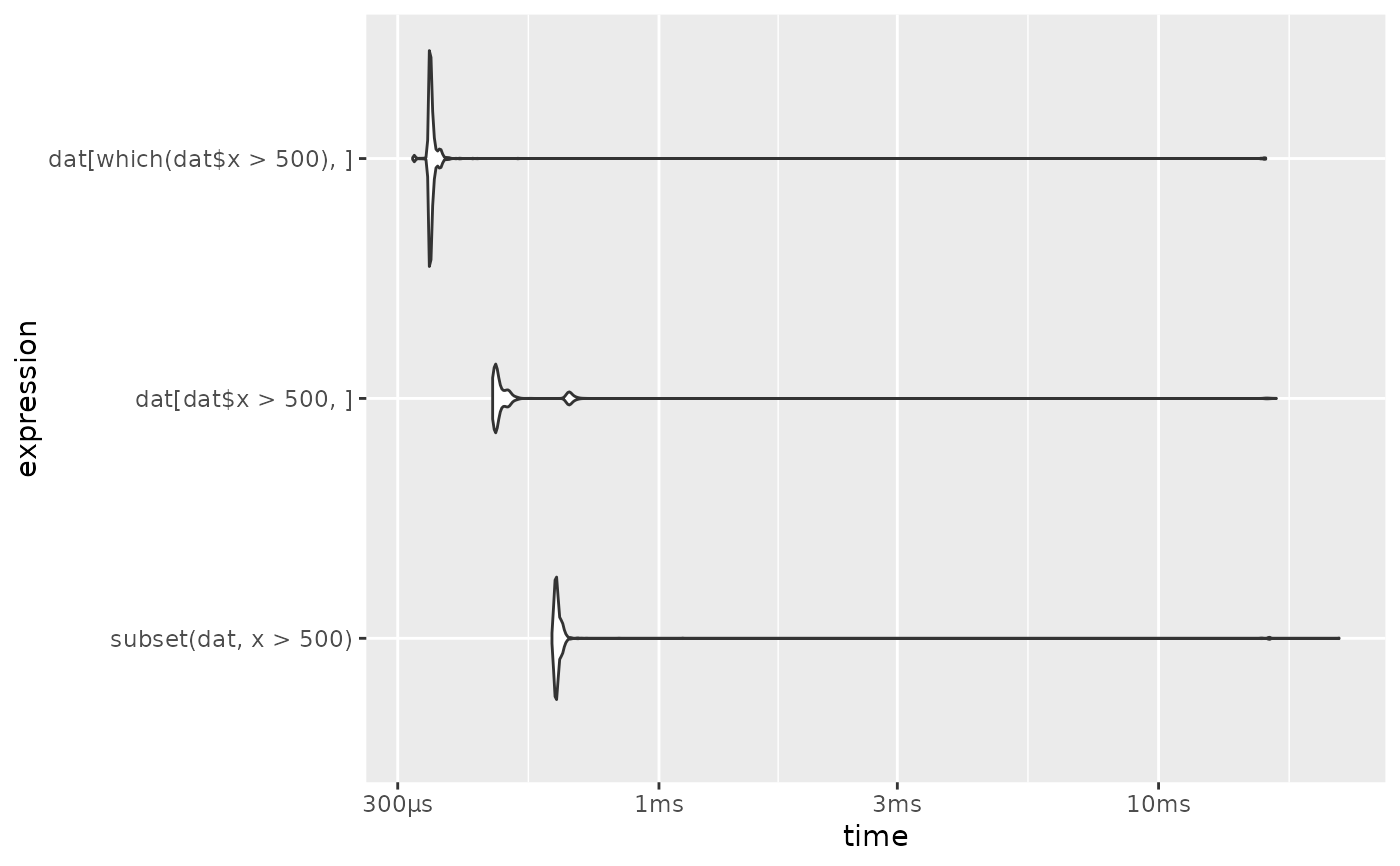 dat[which(dat$x > 500), ]
dat[dat$x > 500, ]
subset(dat, x > 500)
expression
300µs
1ms
3ms
10ms
time